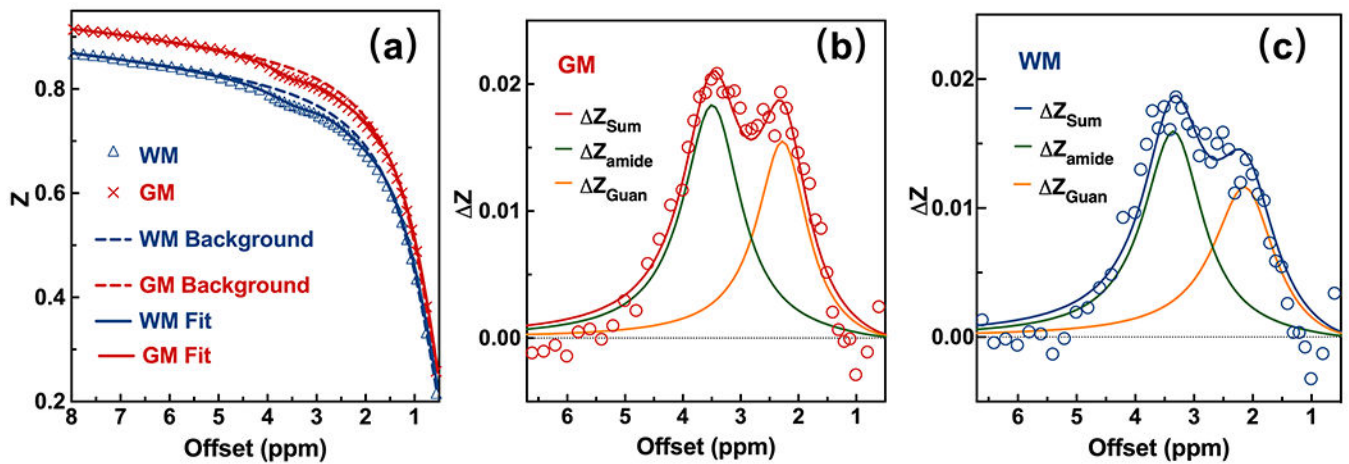 (a)
Z
0.8
0.6
0.4
0.2
WM
GM
WM Background
GM Background
WM Fit
GM Fit
8 7 6 5 4 3 2 1
Offset (ppm)
(b)
GM
ΔZ
0.02
0.01
0.00
ΔZSum
ΔZamide
ΔZGuan
6 5 4 3 2 1
Offset (ppm)
(c)
WM
ΔZ
0.02
0.01
0.00
ΔZSum
ΔZamide
ΔZGuan
6 5 4 3 2 1
Offset (ppm)